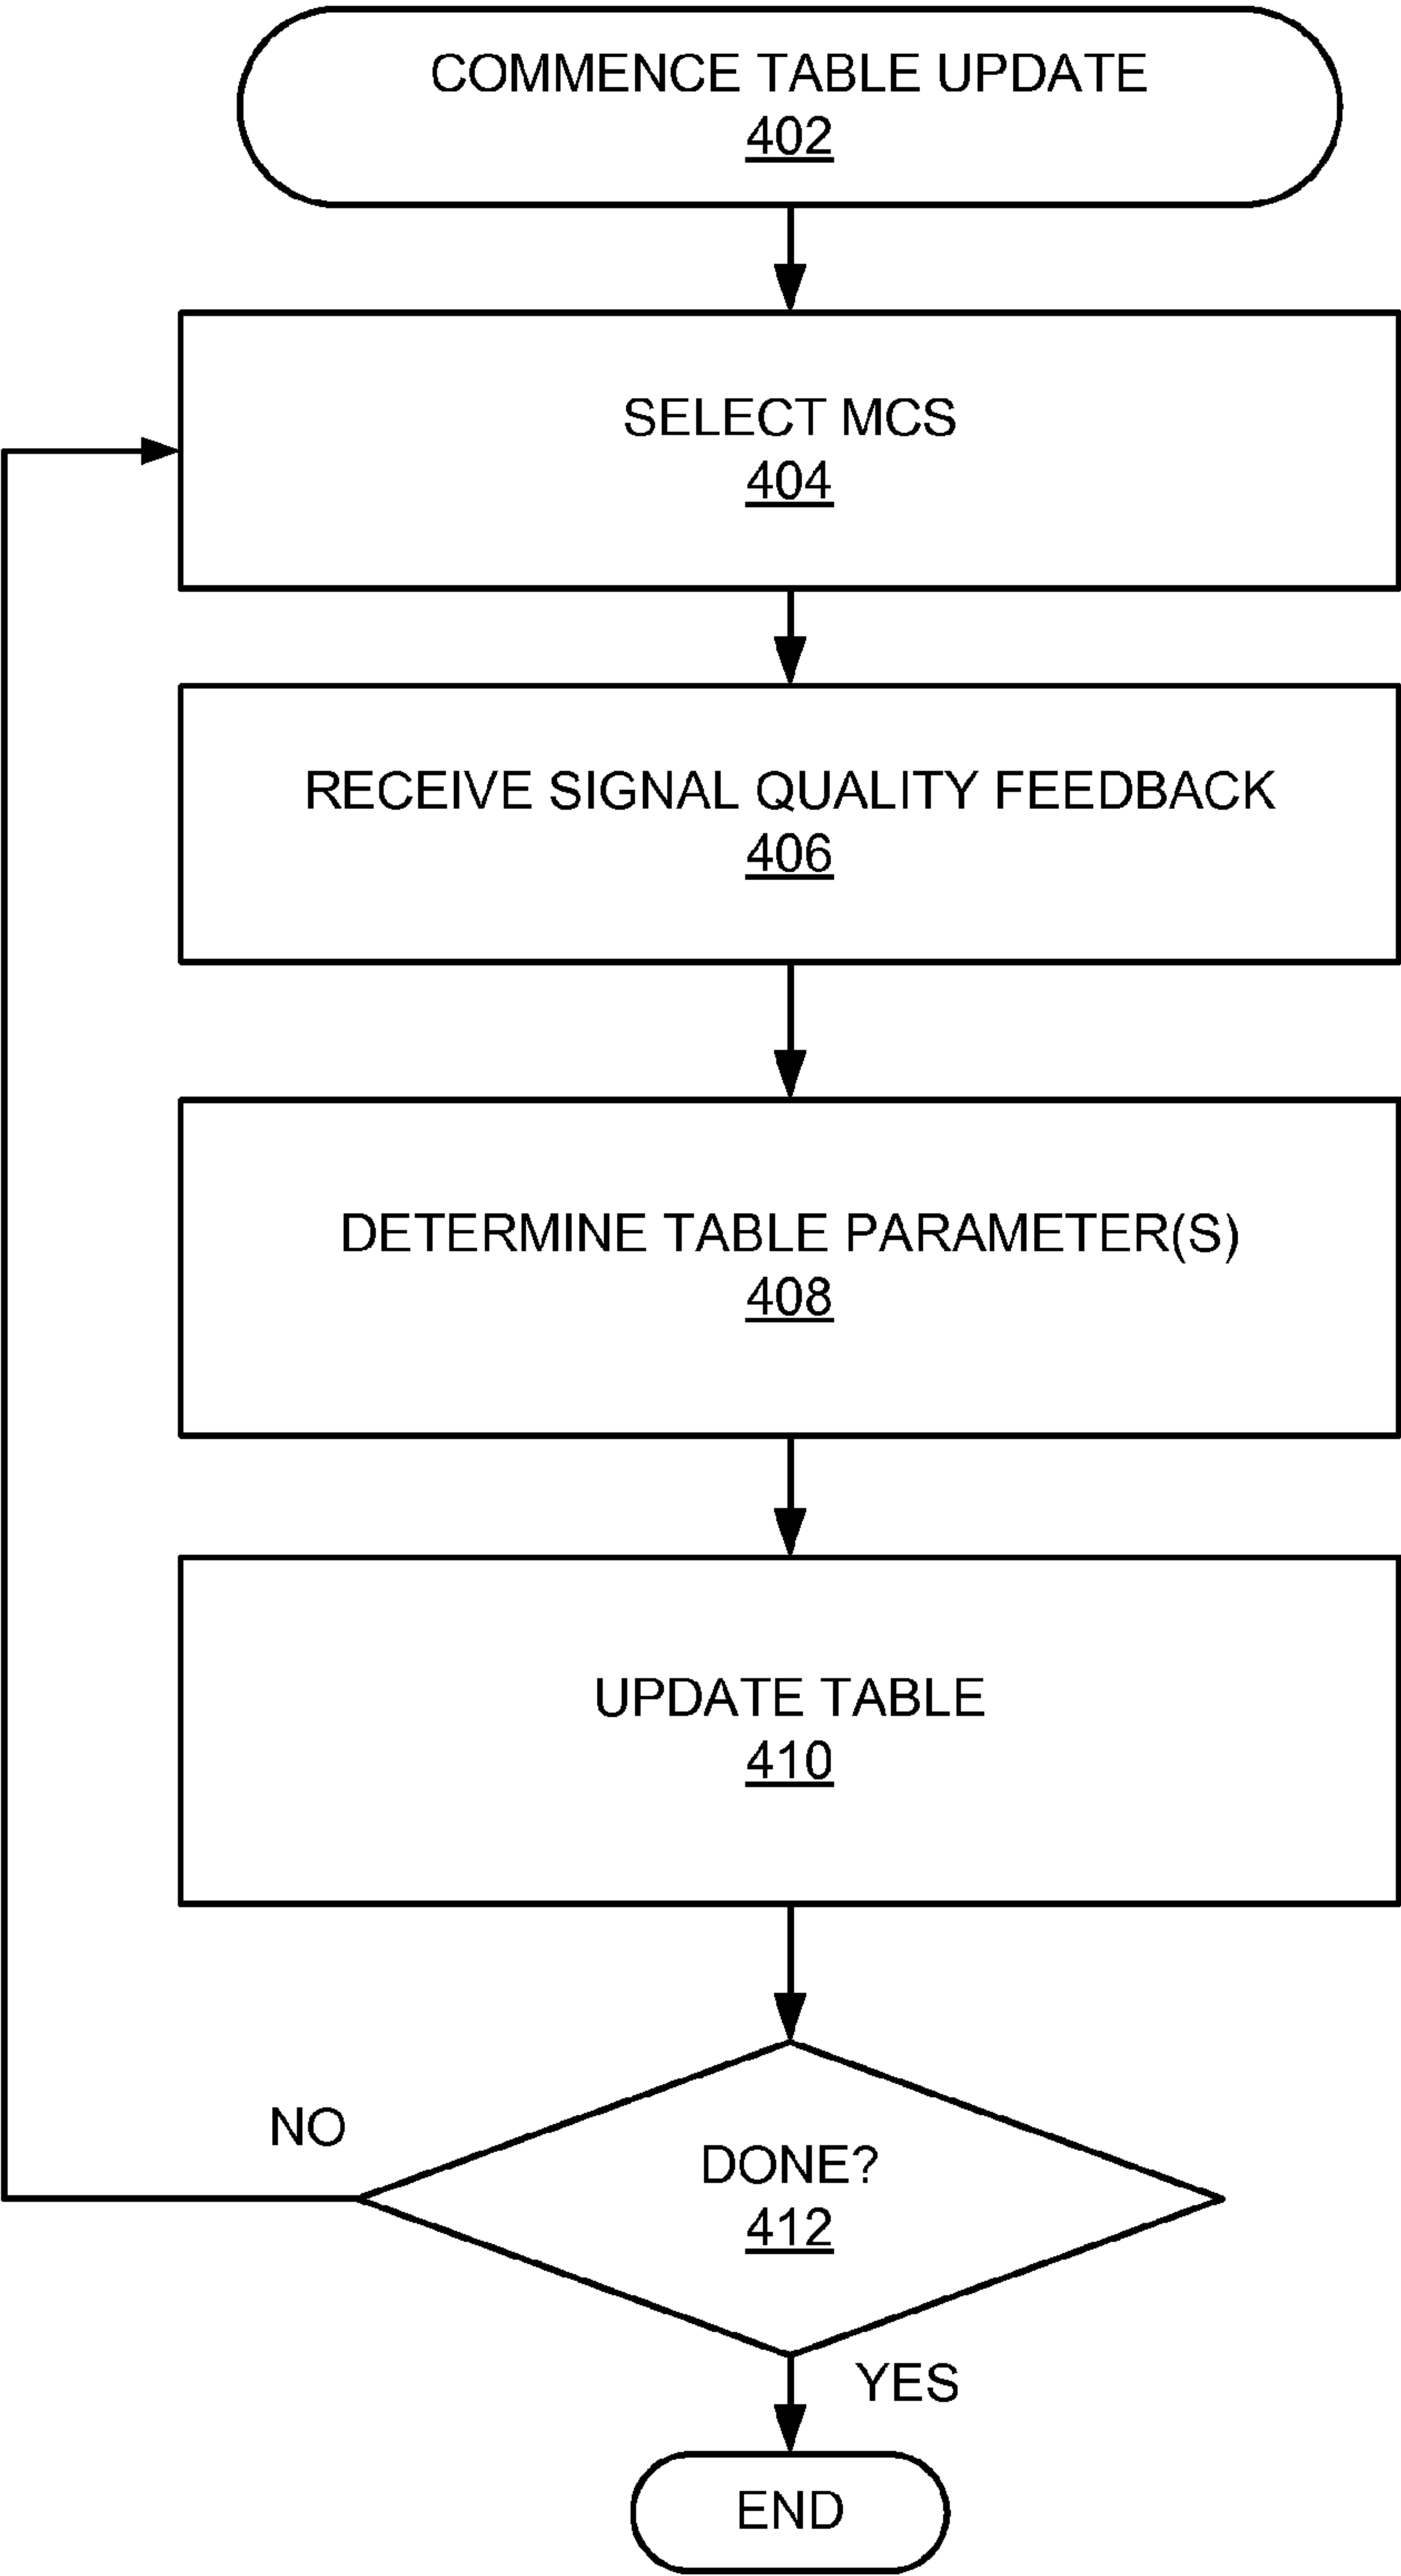 COMMENCE TABLE UPDATE
402
SELECT MCS
404
RECEIVE SIGNAL QUALITY FEEDBACK
406
DETERMINE TABLE PARAMETER(S)
408
UPDATE TABLE
410
NO
DONE?
412
YES
END